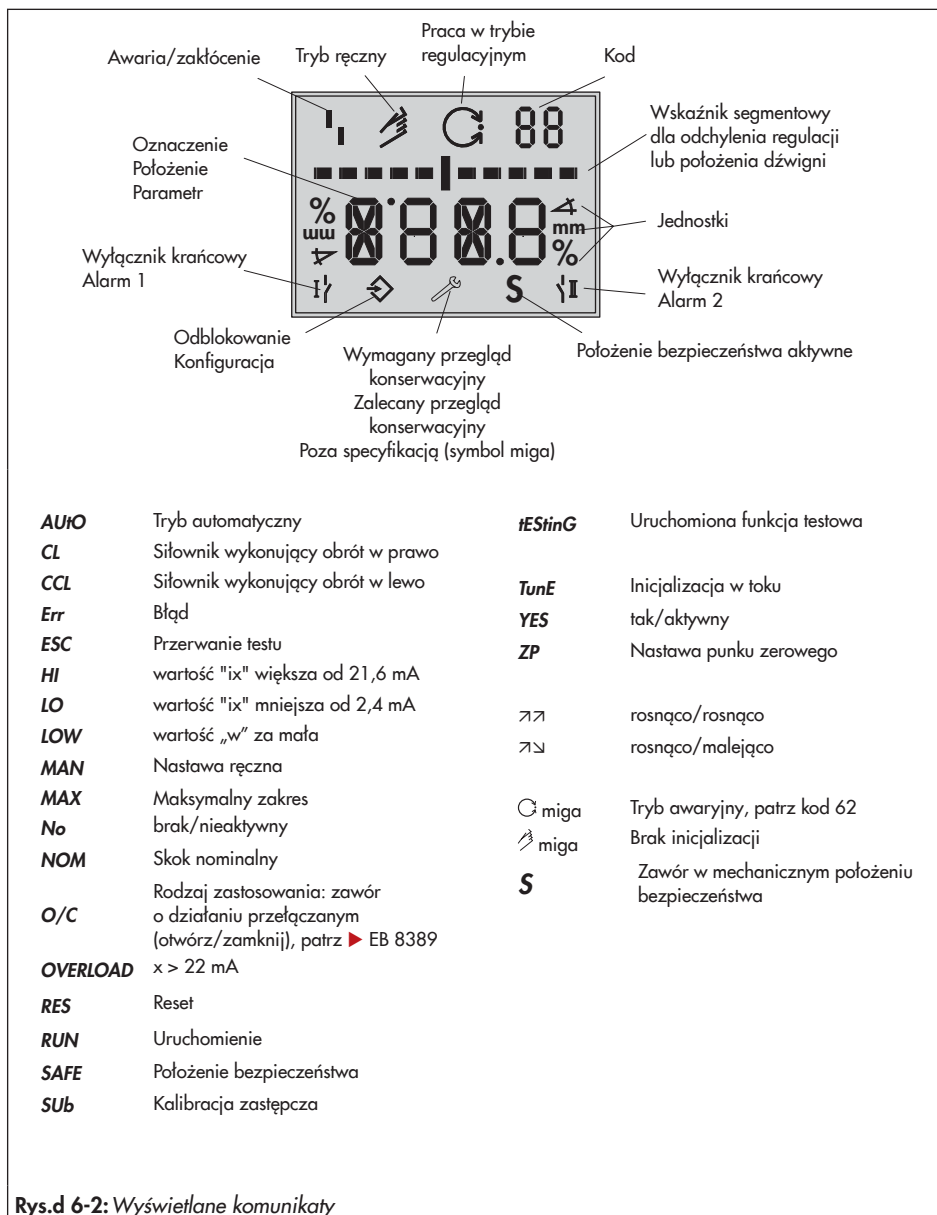 Awaria/zakłócenie
Tryb ręczny
Praca w trybie
regulacyjnym
Kod
88
Wskaźnik segmentowy
dla odchylenia regulacji
lub położenia dźwigni
Oznaczenie
Położenie
Parametr
%
mm
8 8 8.8
mm
%
Jednostki
Wyłącznik krańcowy
Alarm 1
I
S
II
Wyłącznik krańcowy
Alarm 2
Odblokowanie
Konfiguracja
Wymagany przegląd
konserwacyjny
Zalecany przegląd
konserwacyjny
Poza specyfikacją (symbol miga)
Położenie bezpieczeństwa aktywne
AUtO Tryb automatyczny
CL Siłownik wykonujący obrót w prawo
CCL Siłownik wykonujący obrót w lewo
Err Błąd
ESC Przerwanie testu
HI wartość "ix" większa od 21,6 mA
LO wartość "ix" mniejsza od 2,4 mA
LOW wartość „w” za mała
MAN Nastawa ręczna
MAX Maksymalny zakres
No brak/nieaktywny
NOM Skok nominalny
O/C Rodzaj zastosowania: zawór
o działaniu przełączanym
(otwórz/zamknij), patrz ▶ EB 8389
OVERLOAD x > 22 mA
RES Reset
RUN Uruchomienie
SAFE Położenie bezpieczeństwa
SUb Kalibracja zastępcza
tEStinG Uruchomiona funkcja testowa
TunE Inicjalizacja w toku
YES tak/aktywny
ZP Nastawa punku zerowego
↗↗ rosnąco/rosnąco
↗↘ rosnąco/malejąco
miga Tryb awaryjny, patrz kod 62
miga Brak inicjalizacji
S Zawór w mechanicznym położeniu
bezpieczeństwa
Rys.d 6-2: Wyświetlane komunikaty